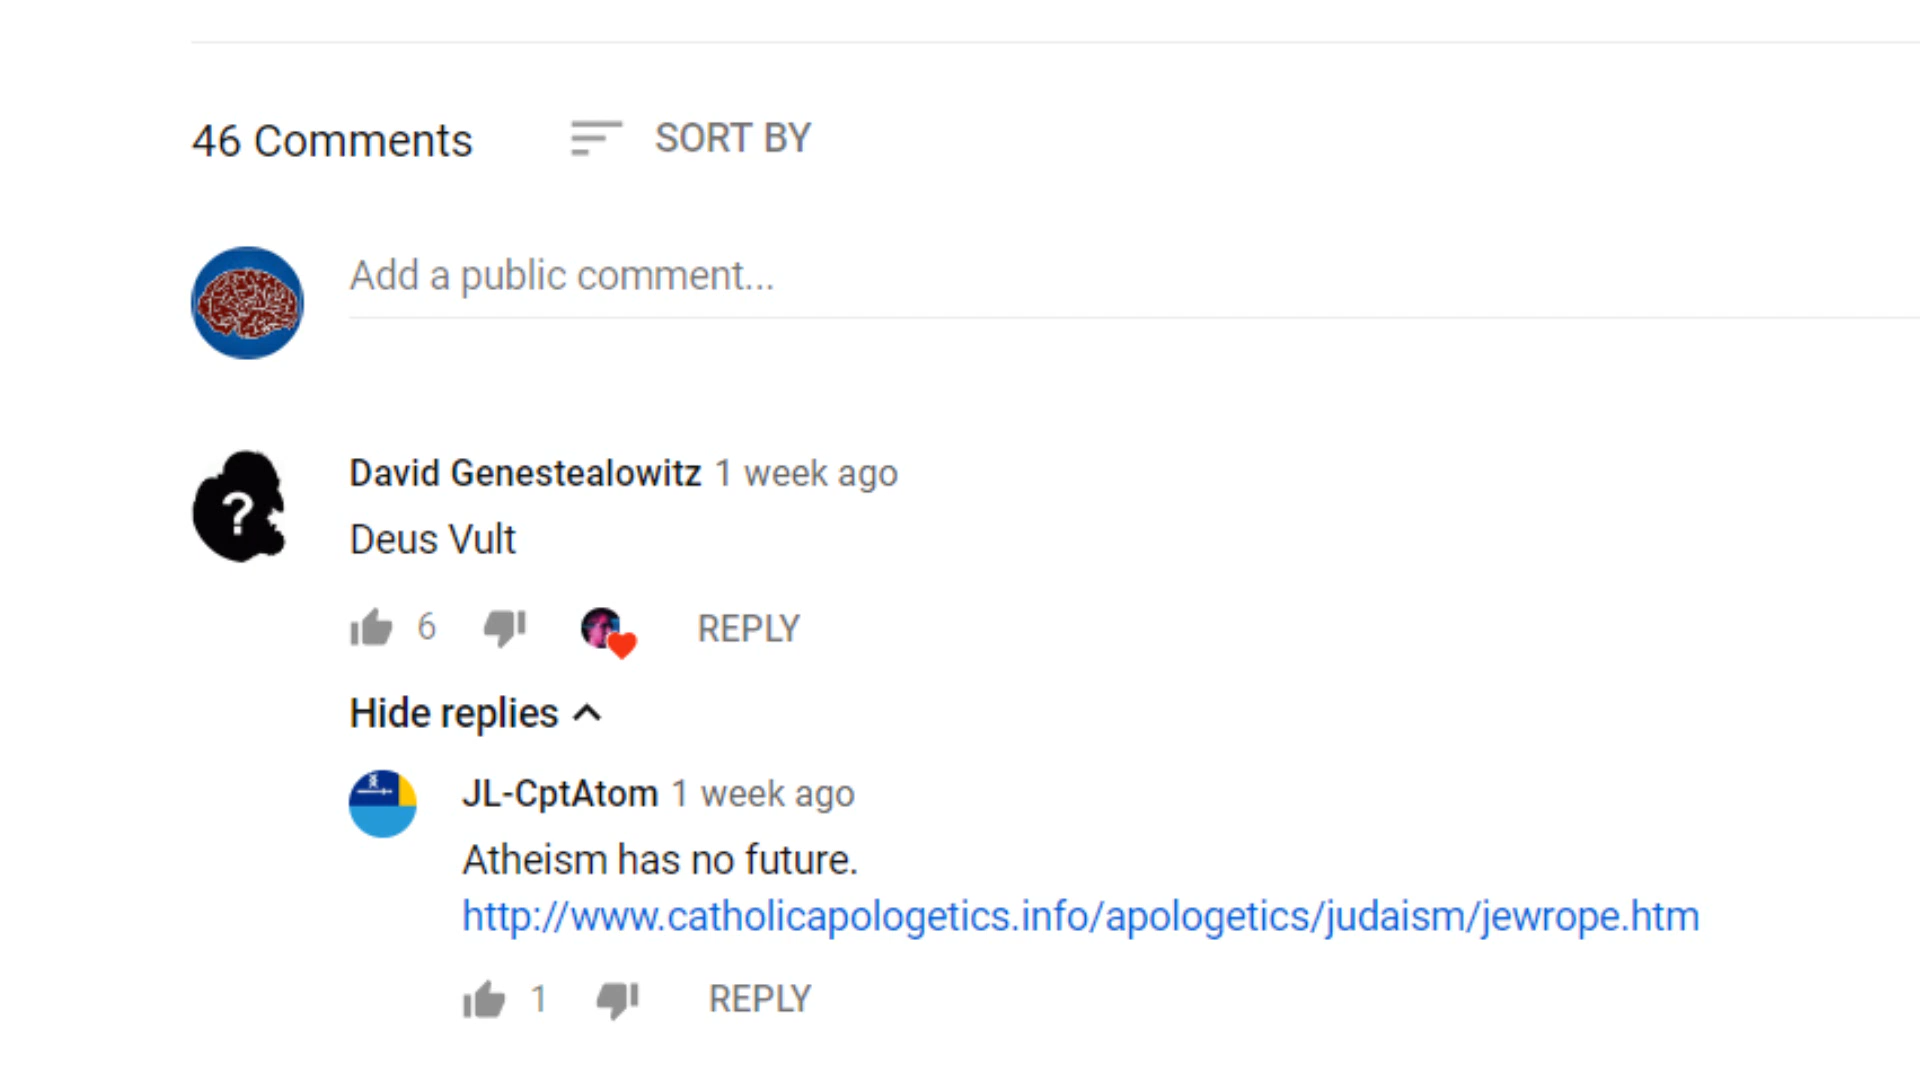 46 Comments SORT BY
Add a public comment...
?
David Genestealowitz 1 week ago
Deus Vult
6 REPLY
Hide replies
JL-CptAtom 1 week ago
Atheism has no future.
http://www.catholicapologetics.info/apologetics/judaism/jewrope.htm
1 REPLY